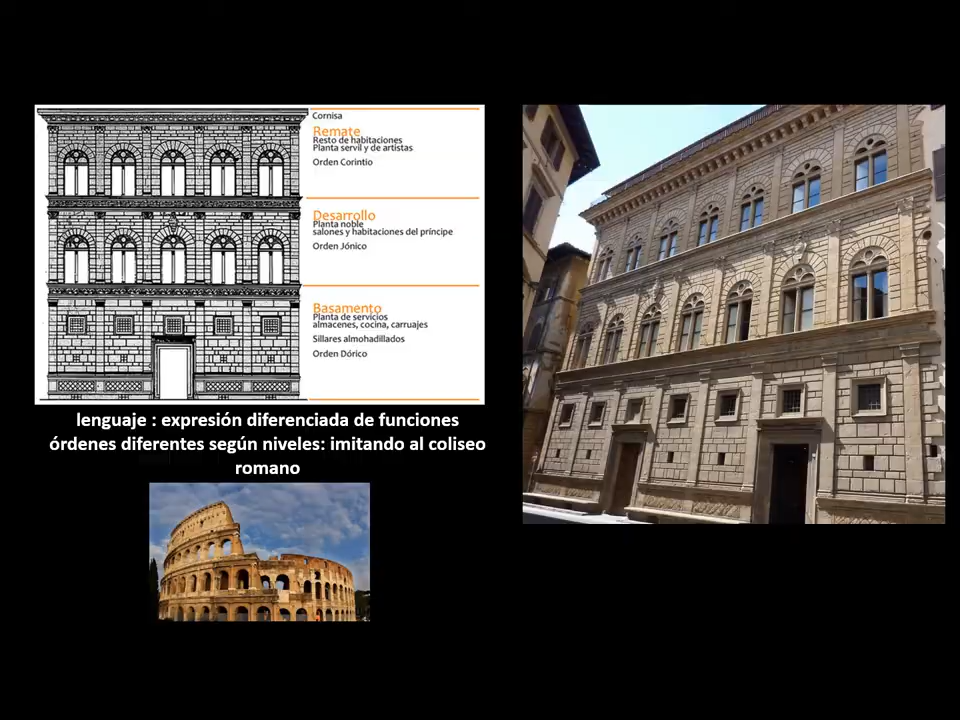 Cornisa
Remate
Resto de habitaciones
Planta servil y de artistas
Orden Corintio
Desarrollo
Planta noble
salones y habitaciones del príncipe
Orden Jónico
Basamento
Planta de servicios
almacenes, cocina, carruajes
Sillares almohadillados
Orden Dórico
lenguaje : expresión diferenciada de funciones
órdenes diferentes según niveles: imitando al coliseo
romano